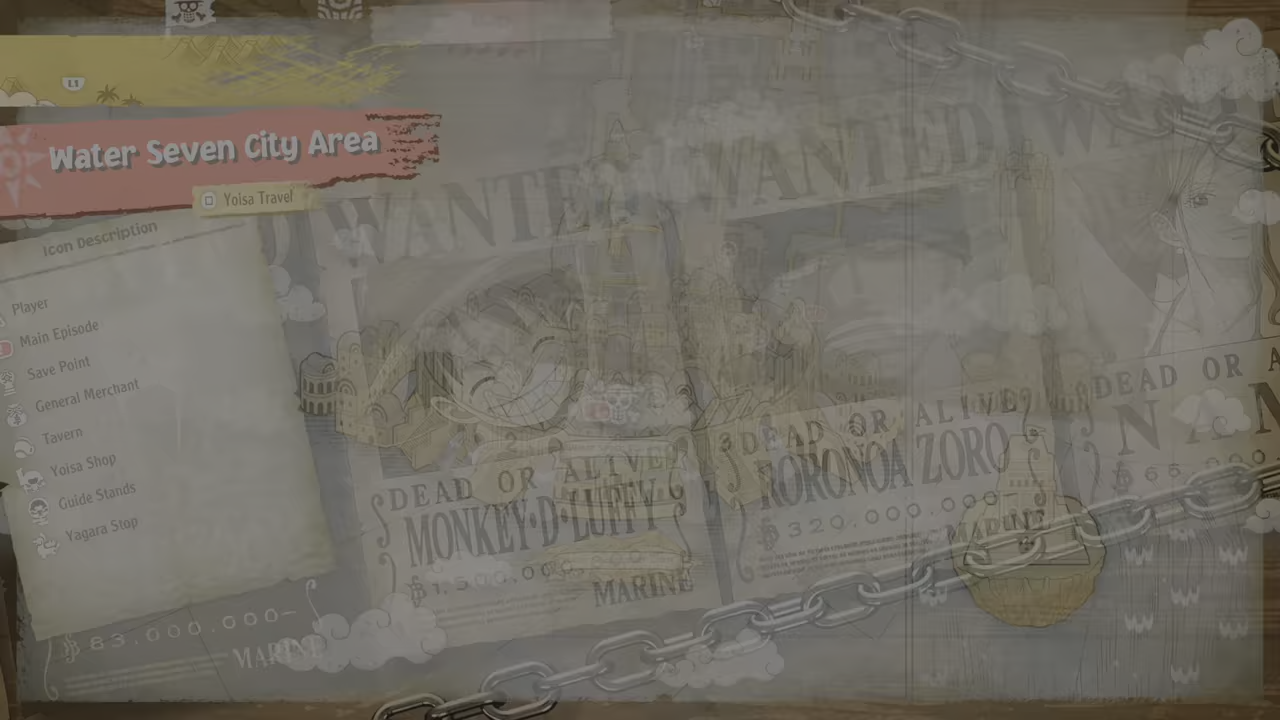 L1
Water Seven City Area
Yoisa Travel
Icon Description
Player
Main Episode
Save Point
General Merchant
Tavern
Yoisa Shop
Guide Stands
Yagara Stop
83.000.000-
MARINE
WANTED
DEAD OR ALIVE
MONKEY·D·LUFFY
MARINE
WANTED
DEAD OR ALIVE
RORONOA ZORO
320.000.000-
MARINE
DEAD OR